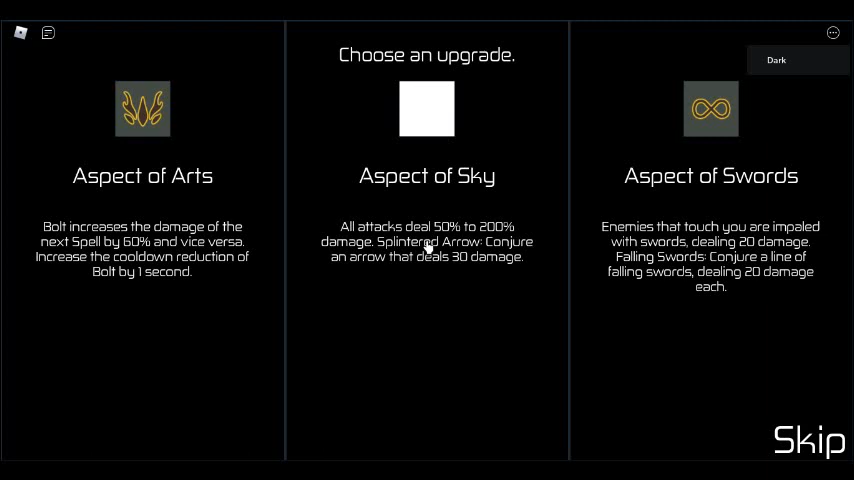 Choose an upgrade.
Dark
Aspect of Arts
Bolt increases the damage of the
next Spell by 60% and vice versa.
Increase the cooldown reduction of
Bolt by 1 second.
Aspect of Sky
All attacks deal 50% to 200%
damage. Splintered Arrow: Conjure
an arrow that deals 30 damage.
Aspect of Swords
Enemies that touch you are impaled
with swords, dealing 20 damage.
Falling Swords: Conjure a line of
falling swords, dealing 20 damage
each.
Skip